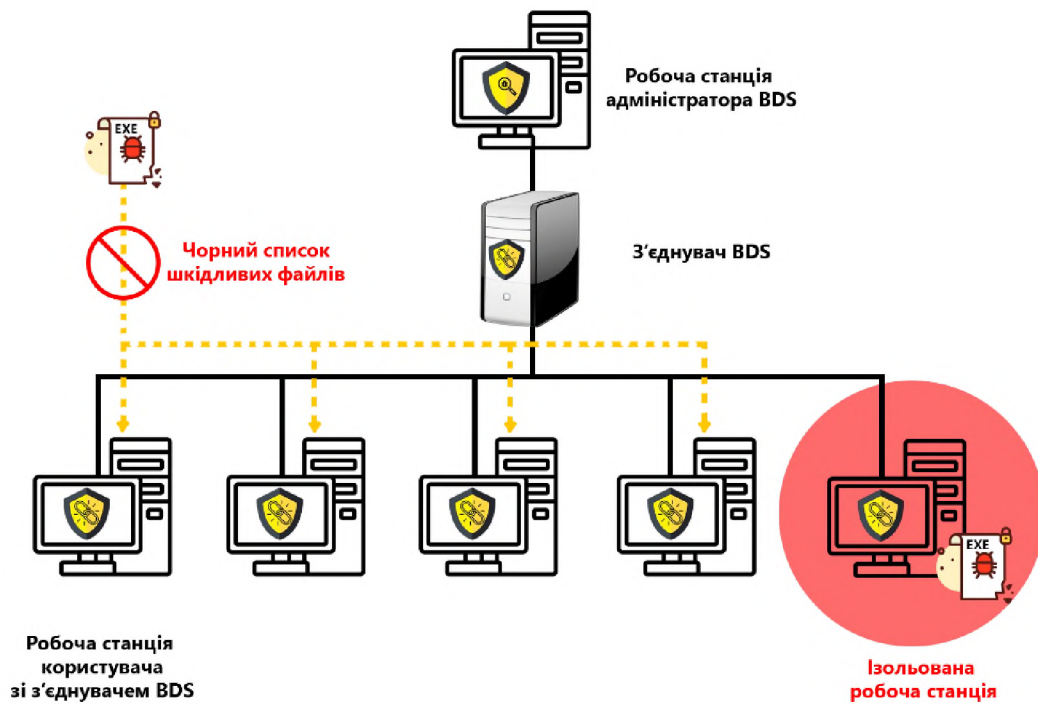 Робоча станція
адміністратора BDS
EXE
Чорний список
шкідливих файлів
З’єднувач BDS
EXE
Робоча станція
користувача
зі з’єднувачем BDS
Ізольована
робоча станція